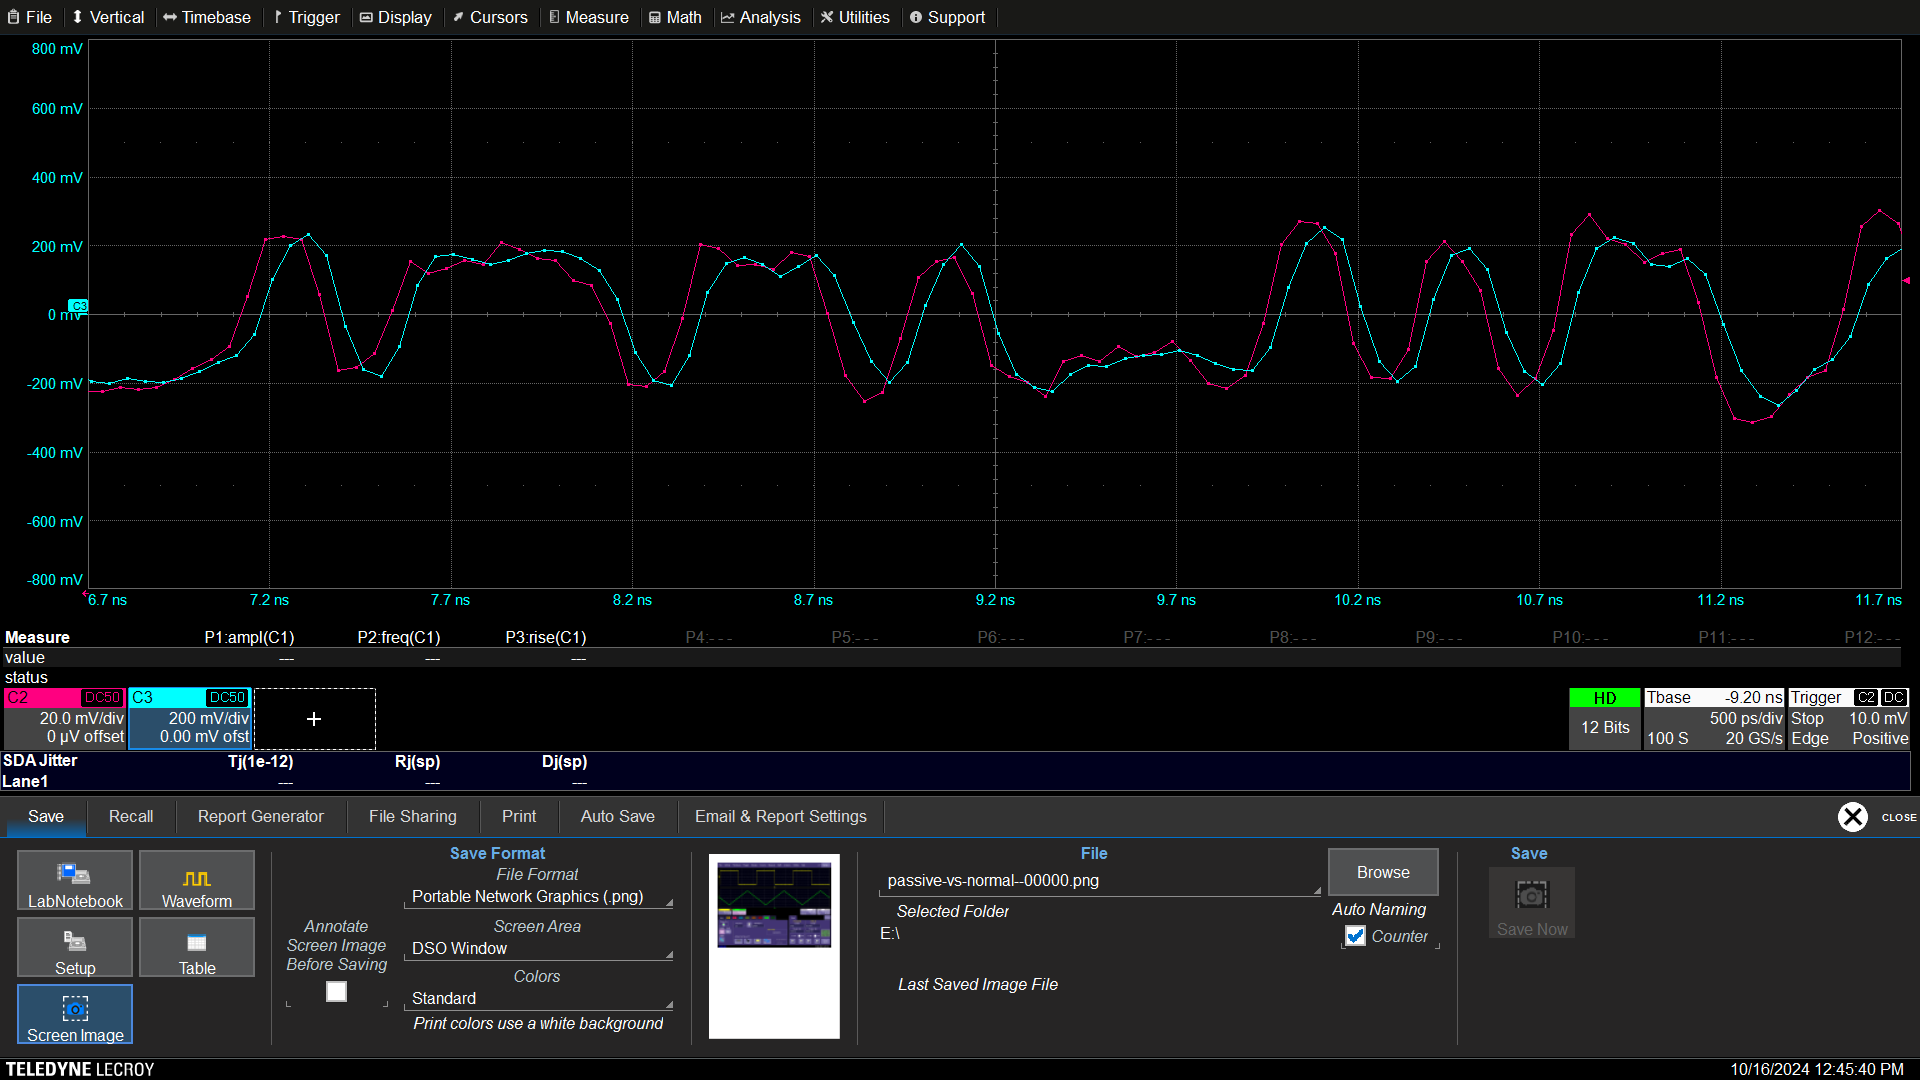 File Vertical Timebase Trigger Display Cursors Measure Math Analysis Utilities Support
800 mV
600 mV
400 mV
200 mV
C3
0 mV
-200 mV
-400 mV
-600 mV
-800 mV
6.7 ns 7.2 ns 7.7 ns 8.2 ns 8.7 ns 9.2 ns 9.7 ns 10.2 ns 10.7 ns 11.2 ns 11.7 ns
Measure P1:ampl(C1) P2:freq(C1) P3:rise(C1) P4:--- P5:--- P6:--- P7:--- P8:--- P9:--- P10:--- P11:--- P12:---
value --- --- ---
status
C2 DC50 C3 DC50 HD Tbase -9.20 ns Trigger C2 DC
20.0 mV/div 200 mV/div 12 Bits 500 ps/div Stop 10.0 mV
0 µV offset 0.00 mV ofst 100 S 20 GS/s Edge Positive
+
SDA Jitter Tj(1e-12) Rj(sp) Dj(sp)
Lane1 --- --- ---
Save Recall Report Generator File Sharing Print Auto Save Email & Report Settings CLOSE
LabNotebook
Waveform
Setup
Table
Screen Image
Annotate
Screen Image
Before Saving
Save Format
File Format
Portable Network Graphics (.png)
Screen Area
DSO Window
Colors
Standard
Print colors use a white background
File
passive-vs-normal--00000.png
Browse
Selected Folder
E:\
Auto Naming
Counter
Last Saved Image File
Save
Save Now
TELEDYNE LECROY 10/16/2024 12:45:40 PM